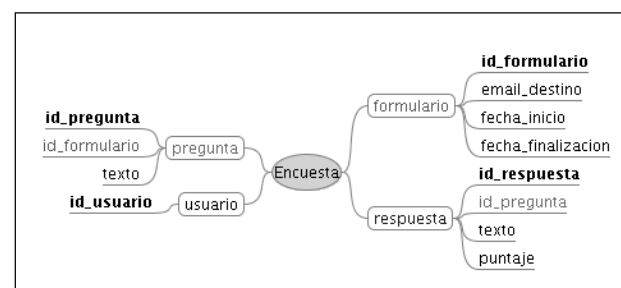 id_pregunta
id_formulario
texto
pregunta
id_usuario
usuario
Encuesta
formulario
id_formulario
email_destino
fecha_inicio
fecha_finalizacion
respuesta
id_respuesta
id_pregunta
texto
puntaje